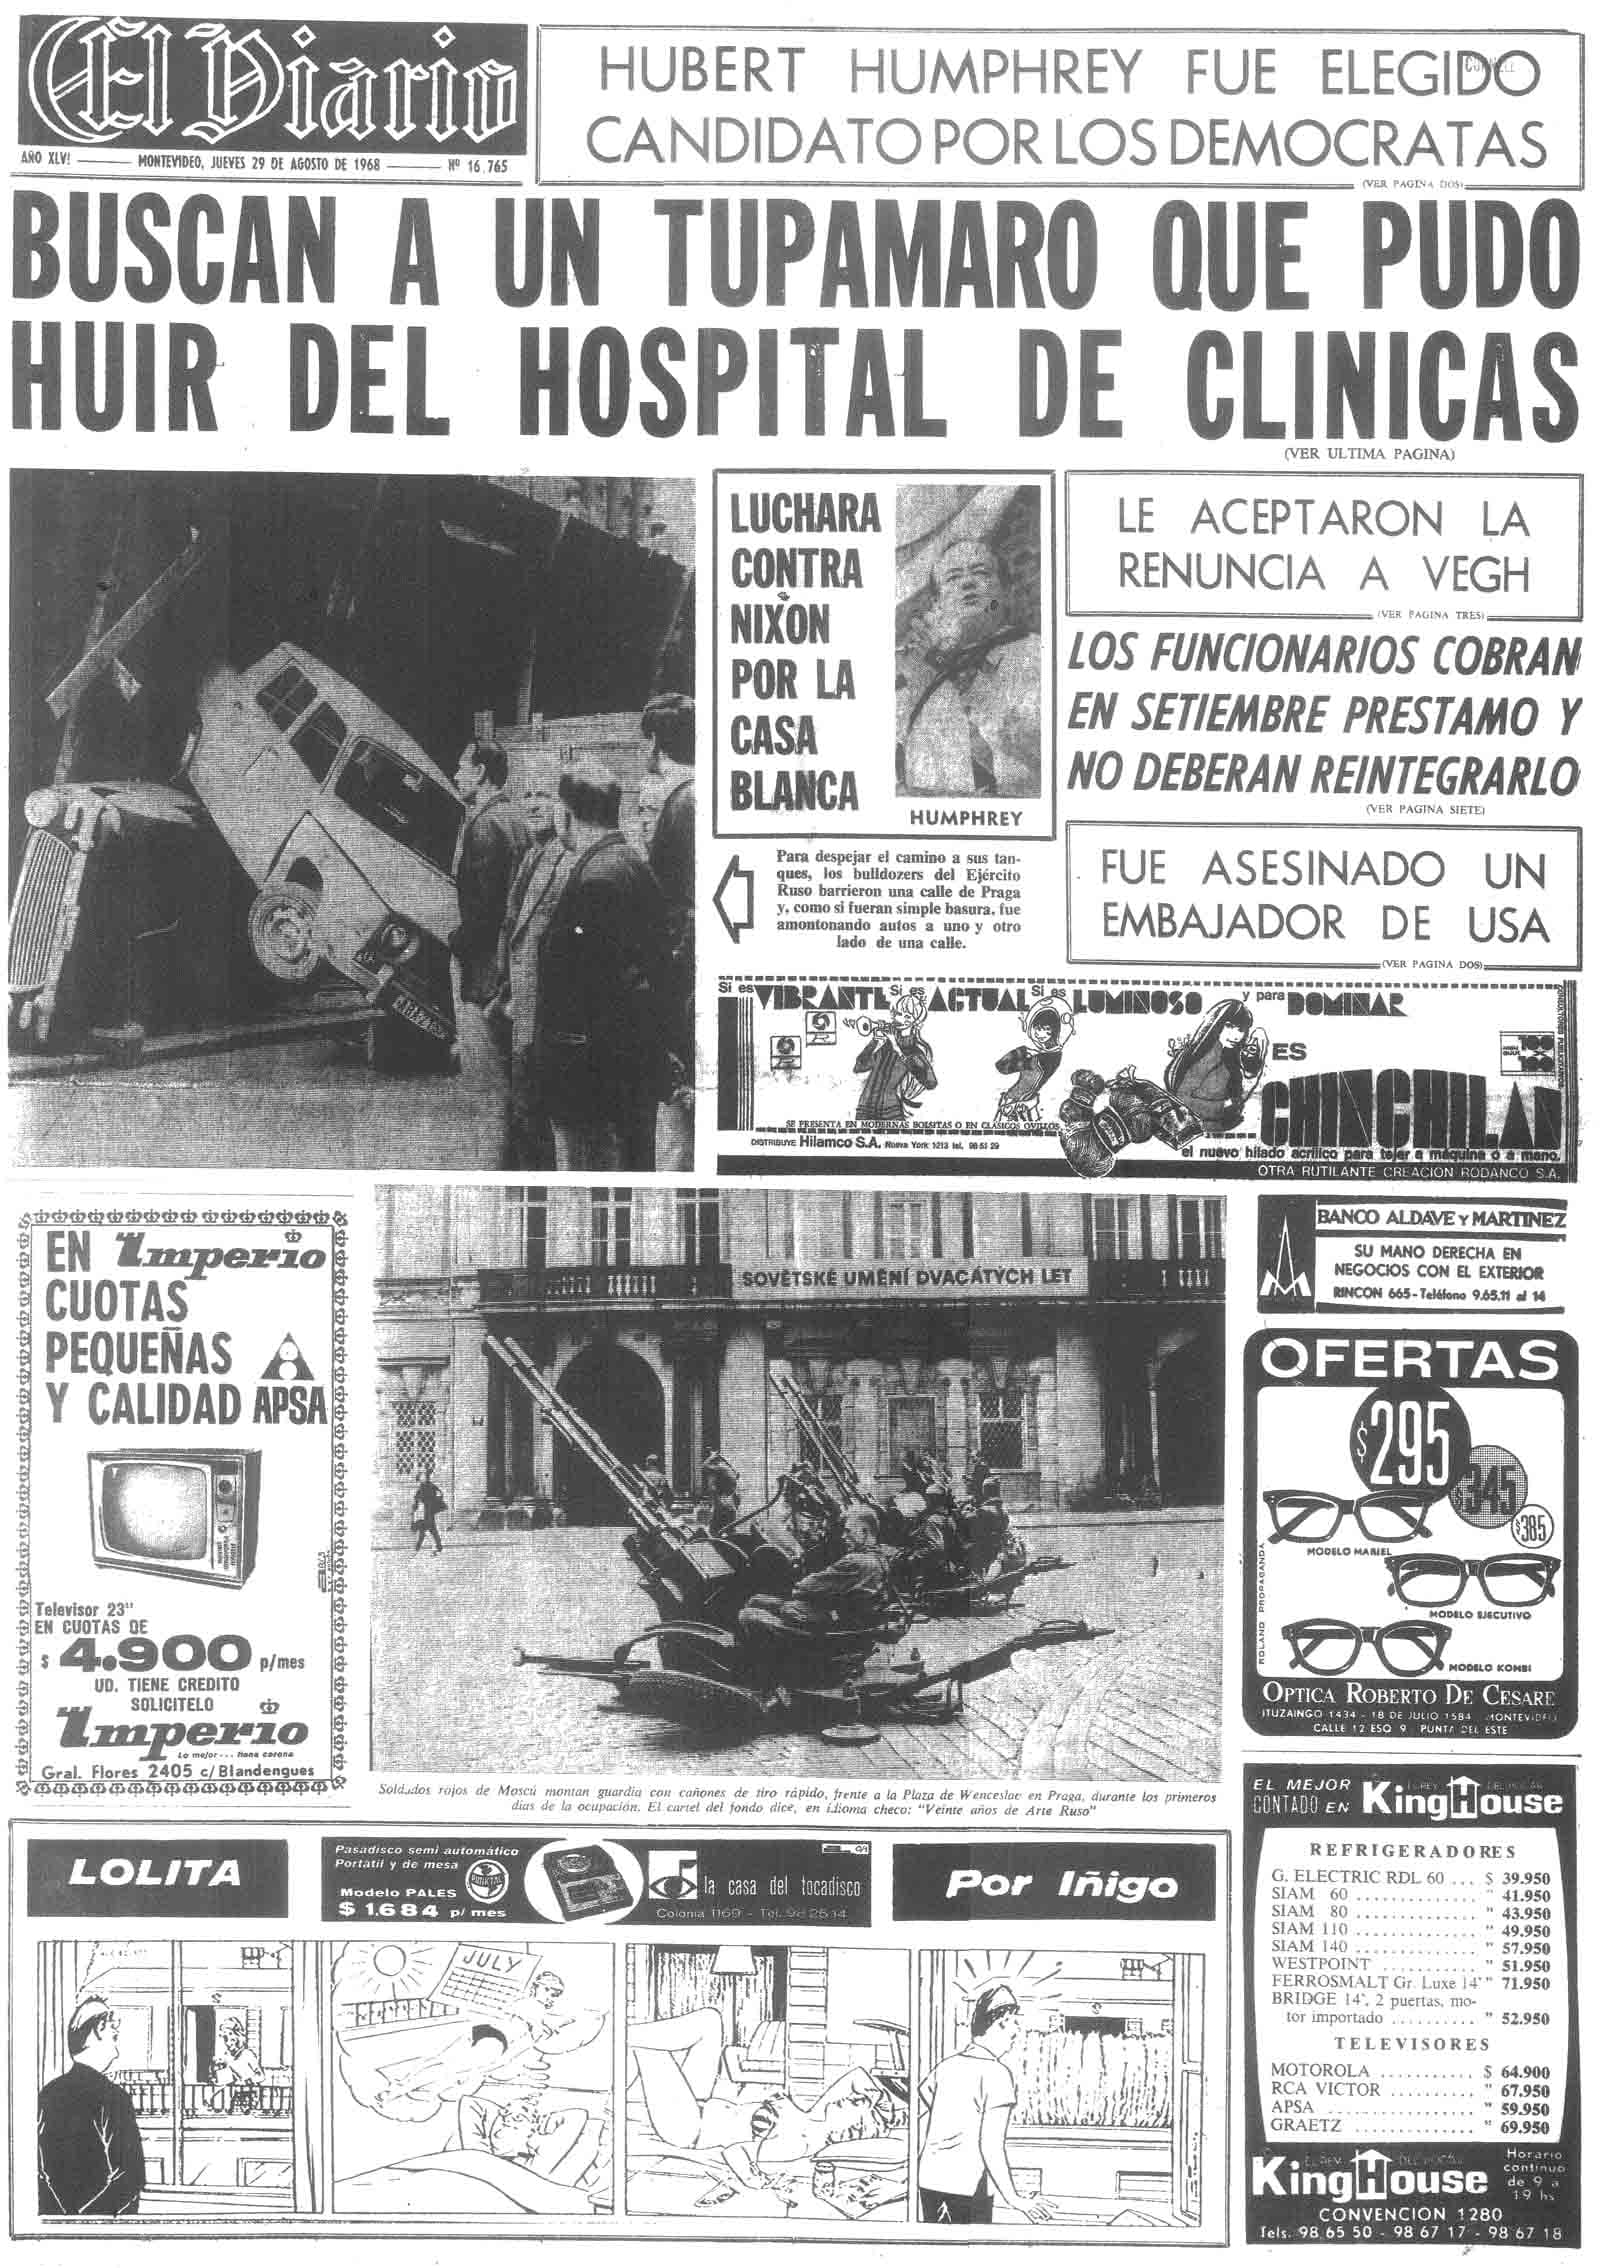 El Diario
AÑO XLVI — MONTEVIDEO, JUEVES 29 DE AGOSTO DE 1968 — Nº 16.765
HUBERT HUMPHREY FUE ELEGIDO
CANDIDATO POR LOS DEMOCRATAS
(VER PAGINA DOS)
BUSCAN A UN TUPAMARO QUE PUDO
HUIR DEL HOSPITAL DE CLINICAS
(VER ULTIMA PAGINA)
LUCHARA
CONTRA
NIXON
POR LA
CASA
BLANCA
HUMPHREY
Para despejar el camino a sus tan-
ques, los bulldozers del Ejército
Ruso barrieron una calle de Praga
y, como si fueran simple basura, fue
amontonando autos a uno y otro
lado de una calle.
LE ACEPTARON LA
RENUNCIA A VEGH
(VER PAGINA TRES)
LOS FUNCIONARIOS COBRAN
EN SETIEMBRE PRESTAMO Y
NO DEBERAN REINTEGRARLO
(VER PAGINA SIETE)
FUE ASESINADO UN
EMBAJADOR DE USA
(VER PAGINA DOS)
Si es VIBRANTE Si es ACTUAL Si es LUMINOSO y para DOMINAR
ES
CHINCHILAN
SE PRESENTA EN MODERNAS BOLSITAS O EN CLASICOS OVILLOS
DISTRIBUYE Hilamco S.A. Nueva York 1213 tel. 98 51 29
el nuevo hilado acrílico para tejer a máquina o a mano.
OTRA RUTILANTE CREACION RODANCO S.A.
EN Imperio
CUOTAS
PEQUEÑAS
Y CALIDAD APSA
Televisor 23"
EN CUOTAS DE
$ 4.900 p/mes
UD. TIENE CREDITO
SOLICITELO
Imperio
Lo mejor... tiene corona
Gral. Flores 2405 c/Blandengues
SOVĚTSKÉ UMĚNÍ DVACÁTÝCH LET
Soldados rojos de Moscú montan guardia con cañones de tiro rápido, frente a la Plaza de Wenceslae en Praga, durante los primeros
días de la ocupación. El cartel del fondo dice, en idioma checo: "Veinte años de Arte Ruso"
BANCO ALDAVE Y MARTINEZ
SU MANO DERECHA EN
NEGOCIOS CON EL EXTERIOR
RINCON 665 - Teléfono 9.65.11 al 14
OFERTAS
$295
$345
$385
MODELO MARIEL
MODELO EJECUTIVO
MODELO KOMBI
ROLAND PROPAGANDA
OPTICA ROBERTO DE CESARE
ITUZAINGO 1434 - 18 DE JULIO 1584 MONTEVIDEO
CALLE 12 ESQ 9 PUNTA DEL ESTE
EL MEJOR
CONTADO EN
EL REY DEL HOGAR
KingHouse
REFRIGERADORES
G. ELECTRIC RDL 60 ... $ 39.950
SIAM 60 ............ " 41.950
SIAM 80 ............ " 43.950
SIAM 110 ............ " 49.950
SIAM 140 ............ " 57.950
WESTPOINT ............ " 51.950
FERROSMALT Gr. Luxe 14' " 71.950
BRIDGE 14', 2 puertas, mo-
tor importado .......... " 52.950
TELEVISORES
MOTOROLA ............ $ 64.900
RCA VICTOR .......... " 67.950
APSA ................ " 59.950
GRAETZ .............. " 69.950
EL REY DEL HOGAR
KingHouse
Horario
continuo
de 9 a
19 hs
CONVENCION 1280
Tels. 98 65 50 - 98 67 17 - 98 67 18
LOLITA
Pasadisco semi automático
Portátil y de mesa
Modelo PALES
$ 1.684 p/mes
PUNKTAL
la casa del tocadisco
Colonia 1169 - Tel. 98 25 14
Por Iñigo
JULY